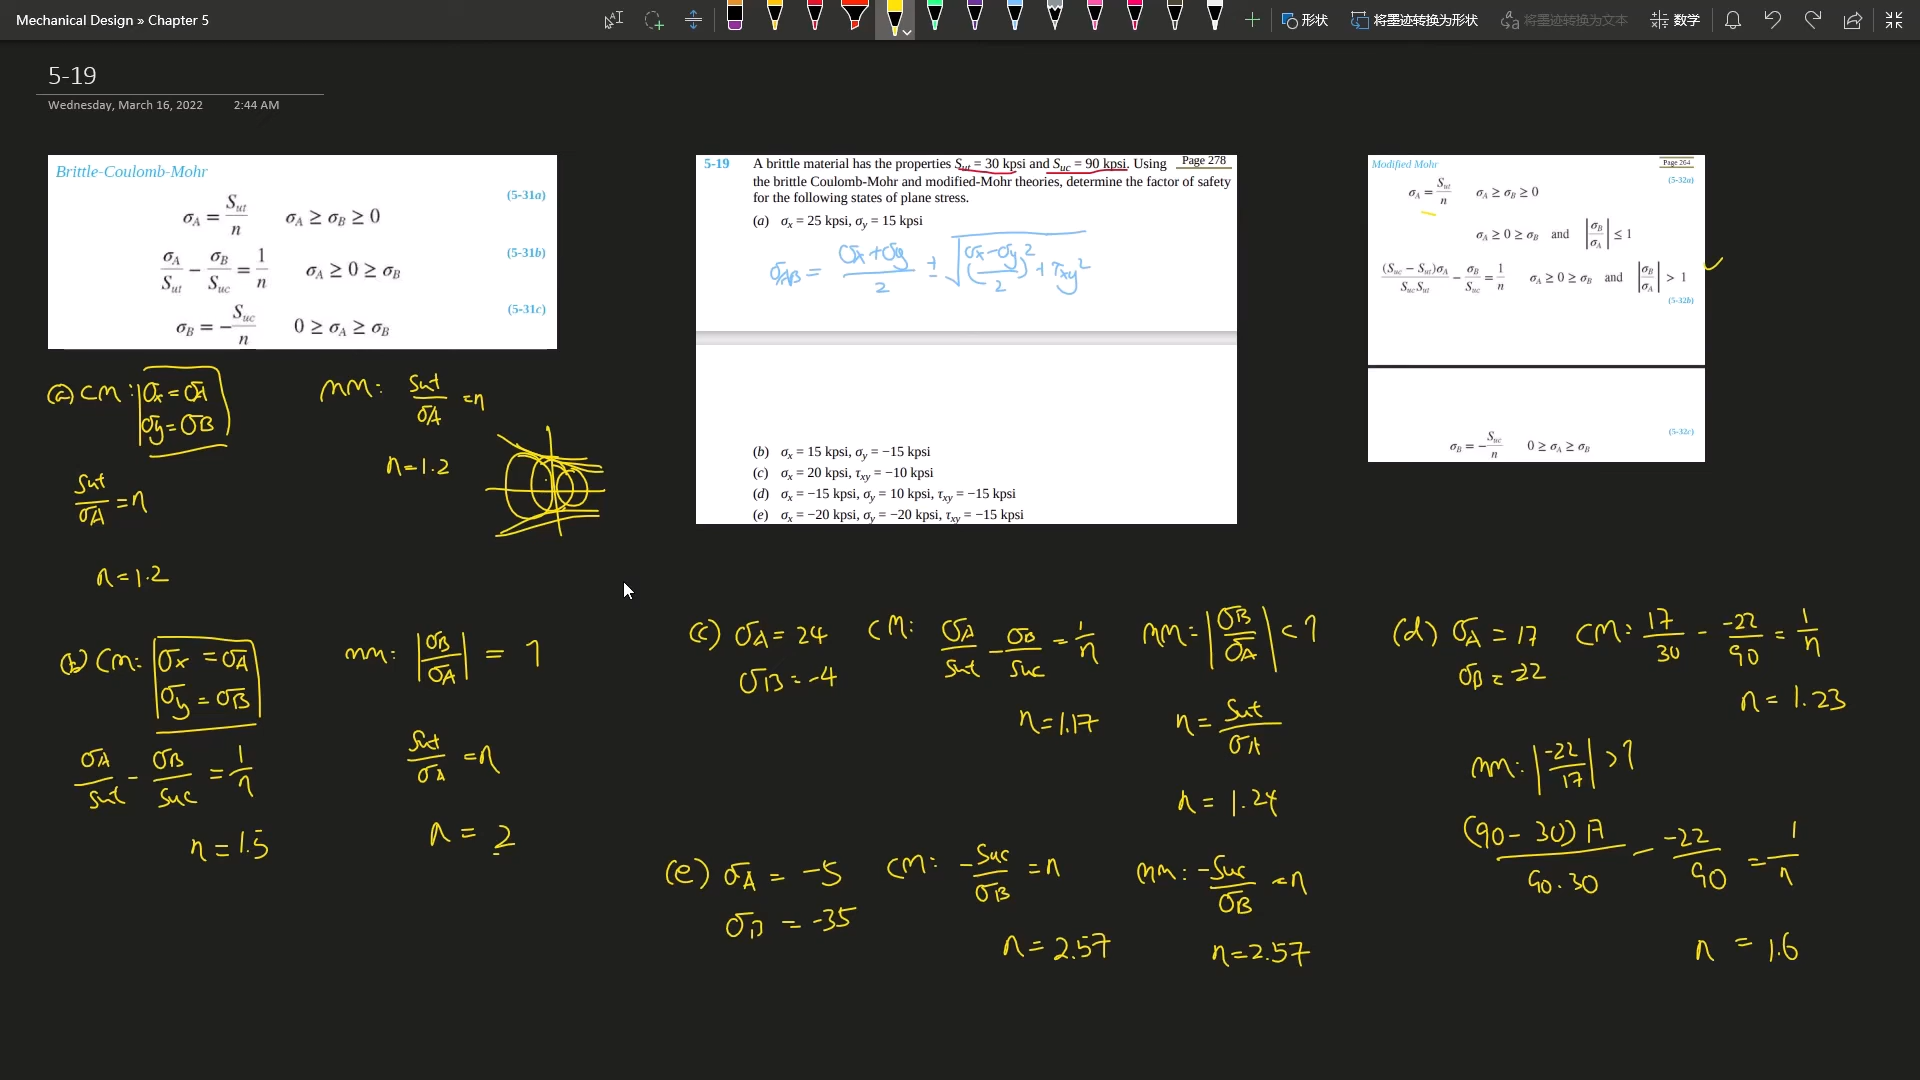 Mechanical Design » Chapter 5
形状
将墨迹转换为形状
将墨迹转换为文本
数学
5-19
Wednesday, March 16, 2022 2:44 AM
Brittle-Coulomb-Mohr
σA = Sut/n σA ≥ σB ≥ 0 (5-31a)
σA/Sut − σB/Suc = 1/n σA ≥ 0 ≥ σB (5-31b)
σB = −Suc/n 0 ≥ σA ≥ σB (5-31c)
5-19 A brittle material has the properties Sut = 30 kpsi and Suc = 90 kpsi. Using Page 278
the brittle Coulomb-Mohr and modified-Mohr theories, determine the factor of safety
for the following states of plane stress.
(a) σx = 25 kpsi, σy = 15 kpsi
σAB = (σx+σy)/2 ± √((σx−σy)/2)² + τxy²
(b) σx = 15 kpsi, σy = −15 kpsi
(c) σx = 20 kpsi, τxy = −10 kpsi
(d) σx = −15 kpsi, σy = 10 kpsi, τxy = −15 kpsi
(e) σx = −20 kpsi, σy = −20 kpsi, τxy = −15 kpsi
Modified Mohr Page 264
(5-32a)
σA = Sut/n σA ≥ σB ≥ 0
σA ≥ 0 ≥ σB and |σB/σA| ≤ 1
(Suc − Sut)σA/SucSut − σB/Suc = 1/n σA ≥ 0 ≥ σB and |σB/σA| > 1
(5-32b)
(5-32c)
σB = −Suc/n 0 ≥ σA ≥ σB
(a) CM: σx = σA
σy = σB
Sut/σA = n
n = 1.2
MM: Sut/σA = n
n = 1.2
(b) CM: σx = σA
σy = σB
σA/Sut − σB/Suc = 1/n
n = 1.5
MM: |σB/σA| = 1
Sut/σA = n
n = 2
(c) σA = 24
σB = -4
CM: σA/Sut − σB/Suc = 1/n
n = 1.17
MM: |σB/σA| < 1
n = Sut/σA
n = 1.24
(d) σA = 17
σB = -22
CM: 17/30 − -22/90 = 1/n
n = 1.23
MM: |-22/17| > 1
(90-30)17/90·30 − -22/90 = 1/n
n = 1.6
(e) σA = -5
σB = -35
CM: -Suc/σB = n
n = 2.57
MM: -Suc/σB = n
n = 2.57